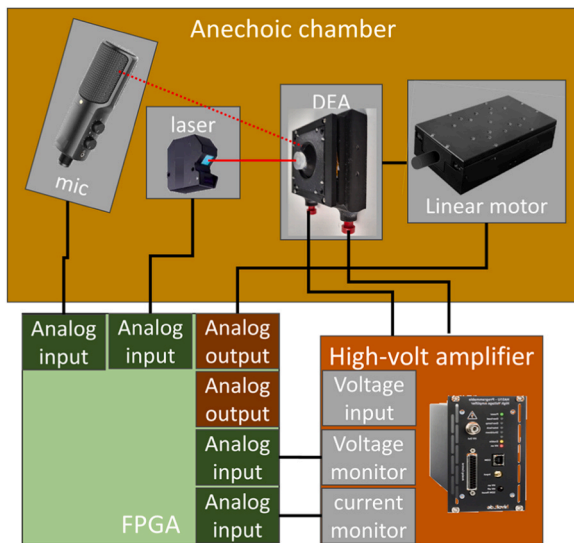 Anechoic chamber
mic
laser
DEA
Linear motor
Analog
input
Analog
input
Analog
output
Analog
output
Analog
input
Analog
input
FPGA
High-volt amplifier
Voltage
input
Voltage
monitor
current
monitor